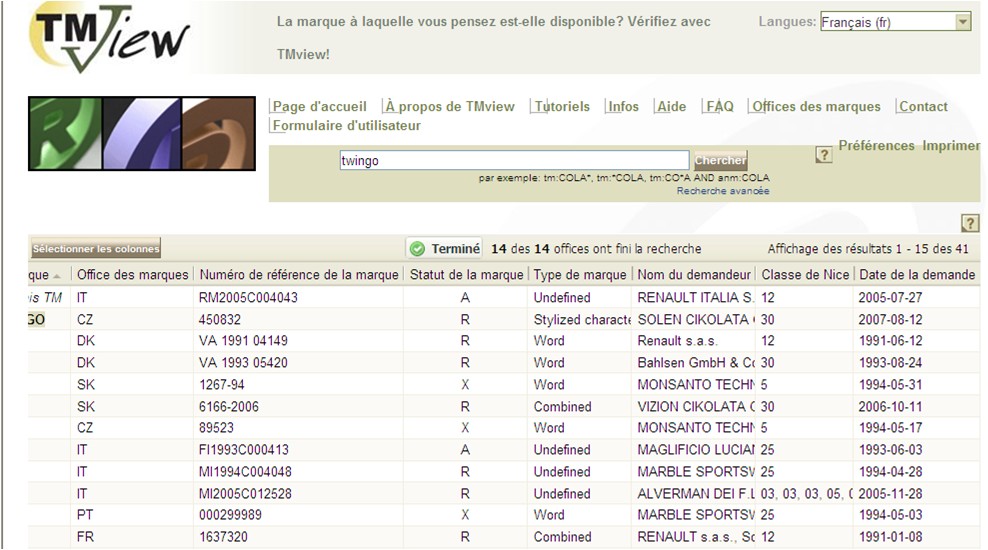 TMView
La marque à laquelle vous pensez est-elle disponible? Vérifiez avec
TMview!
Langues: Français (fr)
Page d'accueil À propos de TMview Tutoriels Infos Aide FAQ Offices des marques Contact
Formulaire d'utilisateur
Préférences Imprimer
twingo Chercher ?
par exemple: tm:COLA*, tm:*COLA, tm:CO*A AND anm:COLA
Recherche avancée
?
Sélectionner les colonnes Terminé 14 des 14 offices ont fini la recherche Affichage des résultats 1 - 15 des 41
que Office des marques Numéro de référence de la marque Statut de la marque Type de marque Nom du demandeur Classe de Nice Date de la demande
is TM IT RM2005C004043 A Undefined RENAULT ITALIA S. 12 2005-07-27
GO CZ 450832 R Stylized characte SOLEN CIKOLATA 30 2007-08-12
DK VA 1991 04149 R Word Renault s.a.s. 12 1991-06-12
DK VA 1993 05420 R Word Bahlsen GmbH & Co 30 1993-08-24
SK 1267-94 X Word MONSANTO TECHN 5 1994-05-31
SK 6166-2006 R Combined VIZION CIKOLATA 30 2006-10-11
CZ 89523 X Word MONSANTO TECHN 5 1994-05-17
IT FI1993C000413 A Undefined MAGLIFICIO LUCIAN 25 1993-06-03
IT MI1994C004048 R Undefined MARBLE SPORTSW 25 1994-04-28
IT MI2005C012528 R Undefined ALVERMAN DEI F.L 03, 03, 03, 05, 2005-11-28
PT 000299989 X Word MARBLE SPORTSW 25 1994-05-03
FR 1637320 R Combined RENAULT s.a.s., So 12 1991-01-08